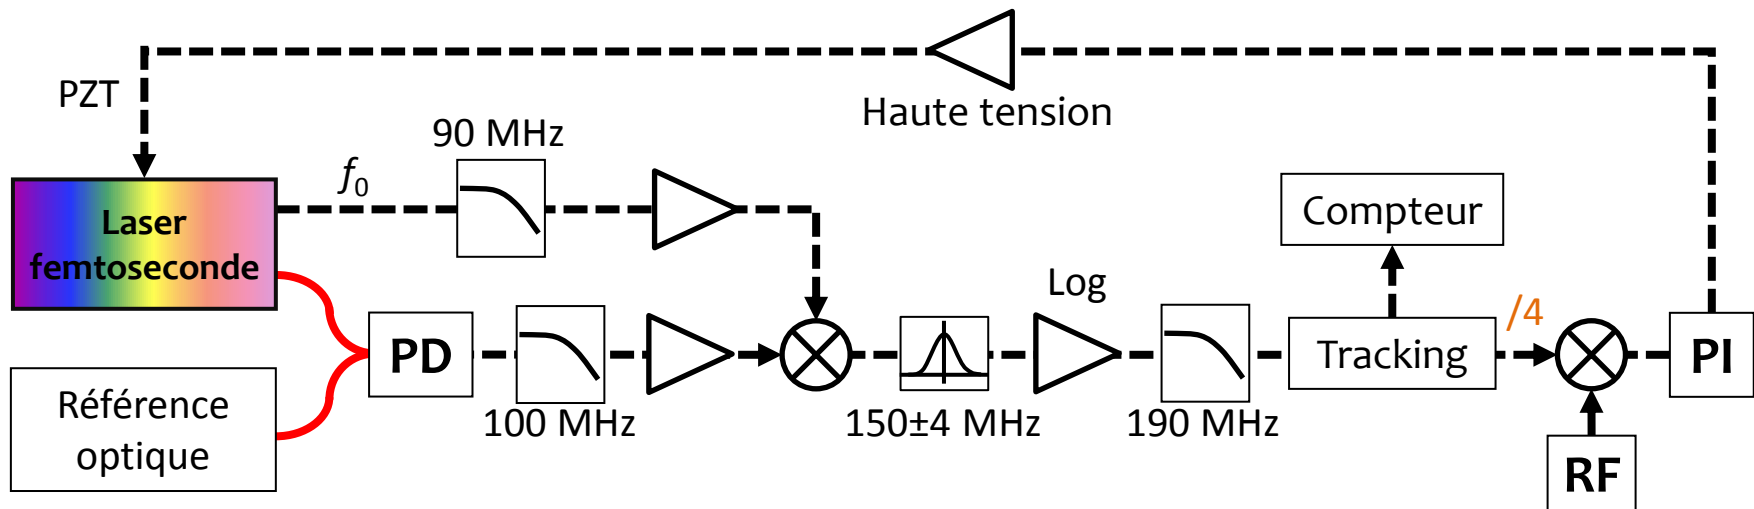 PZT
Haute tension
90 MHz
f₀
Laser
femtoseconde
Compteur
Log
/4
PD
Tracking
PI
Référence
optique
100 MHz
150±4 MHz
190 MHz
RF